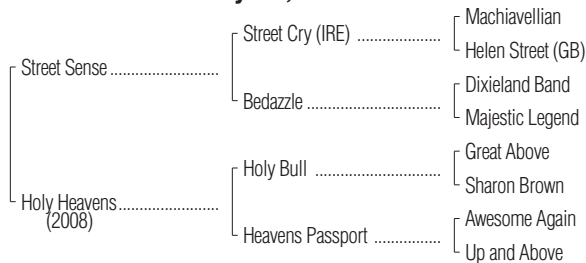 Machiavellian
Street Cry (IRE) ....................
Helen Street (GB)
Street Sense ..........................
Dixieland Band
Bedazzle ................................
Majestic Legend
Great Above
Holy Bull ..............................
Sharon Brown
Holy Heavens ........................
(2008)
Awesome Again
Heavens Passport ................
Up and Above